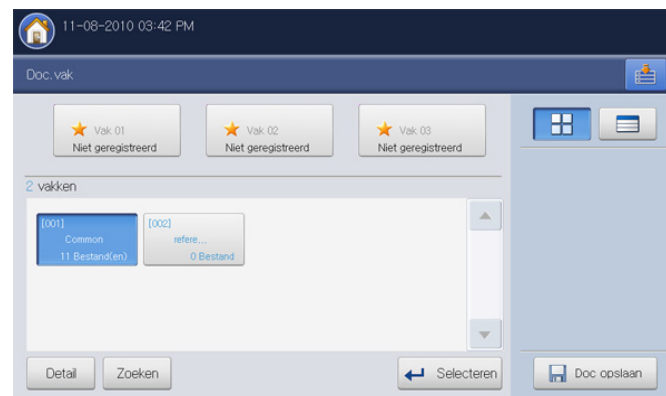 11-08-2010 03:42 PM
Doc.vak
Vak 01
Niet geregistreerd
Vak 02
Niet geregistreerd
Vak 03
Niet geregistreerd
2 vakken
[001]
Common
11 Bestand(en)
[002]
refere...
0 Bestand
Detail
Zoeken
Selecteren
Doc opslaan